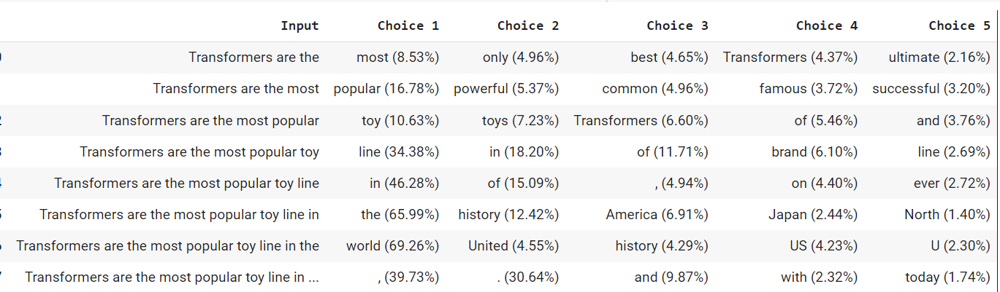 Input Choice 1 Choice 2 Choice 3 Choice 4 Choice 5
Transformers are the most (8.53%) only (4.96%) best (4.65%) Transformers (4.37%) ultimate (2.16%)
Transformers are the most popular (16.78%) powerful (5.37%) common (4.96%) famous (3.72%) successful (3.20%)
Transformers are the most popular toy (10.63%) toys (7.23%) Transformers (6.60%) of (5.46%) and (3.76%)
Transformers are the most popular toy line (34.38%) in (18.20%) of (11.71%) brand (6.10%) line (2.69%)
Transformers are the most popular toy line in (46.28%) of (15.09%) , (4.94%) on (4.40%) ever (2.72%)
Transformers are the most popular toy line in the (65.99%) history (12.42%) America (6.91%) Japan (2.44%) North (1.40%)
Transformers are the most popular toy line in the world (69.26%) United (4.55%) history (4.29%) US (4.23%) U (2.30%)
Transformers are the most popular toy line in ... , (39.73%) . (30.64%) and (9.87%) with (2.32%) today (1.74%)